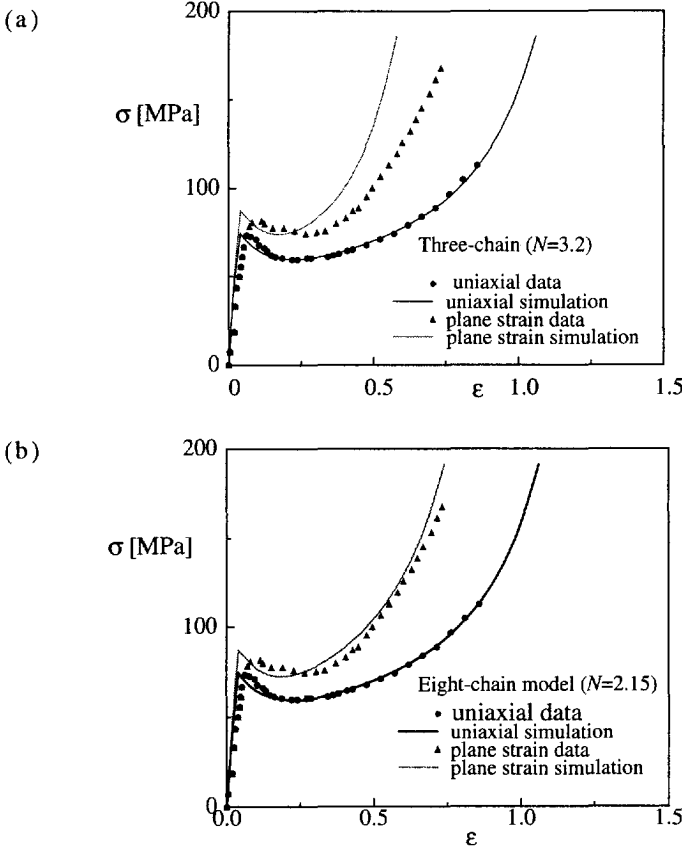 (a)
200
σ [MPa]
100
Three-chain (N=3.2)
uniaxial data
uniaxial simulation
plane strain data
plane strain simulation
0
0 0.5 1.0 1.5
ε
(b)
200
σ [MPa]
100
Eight-chain model (N=2.15)
uniaxial data
uniaxial simulation
plane strain data
plane strain simulation
0
0 0.5 1.0 1.5
ε